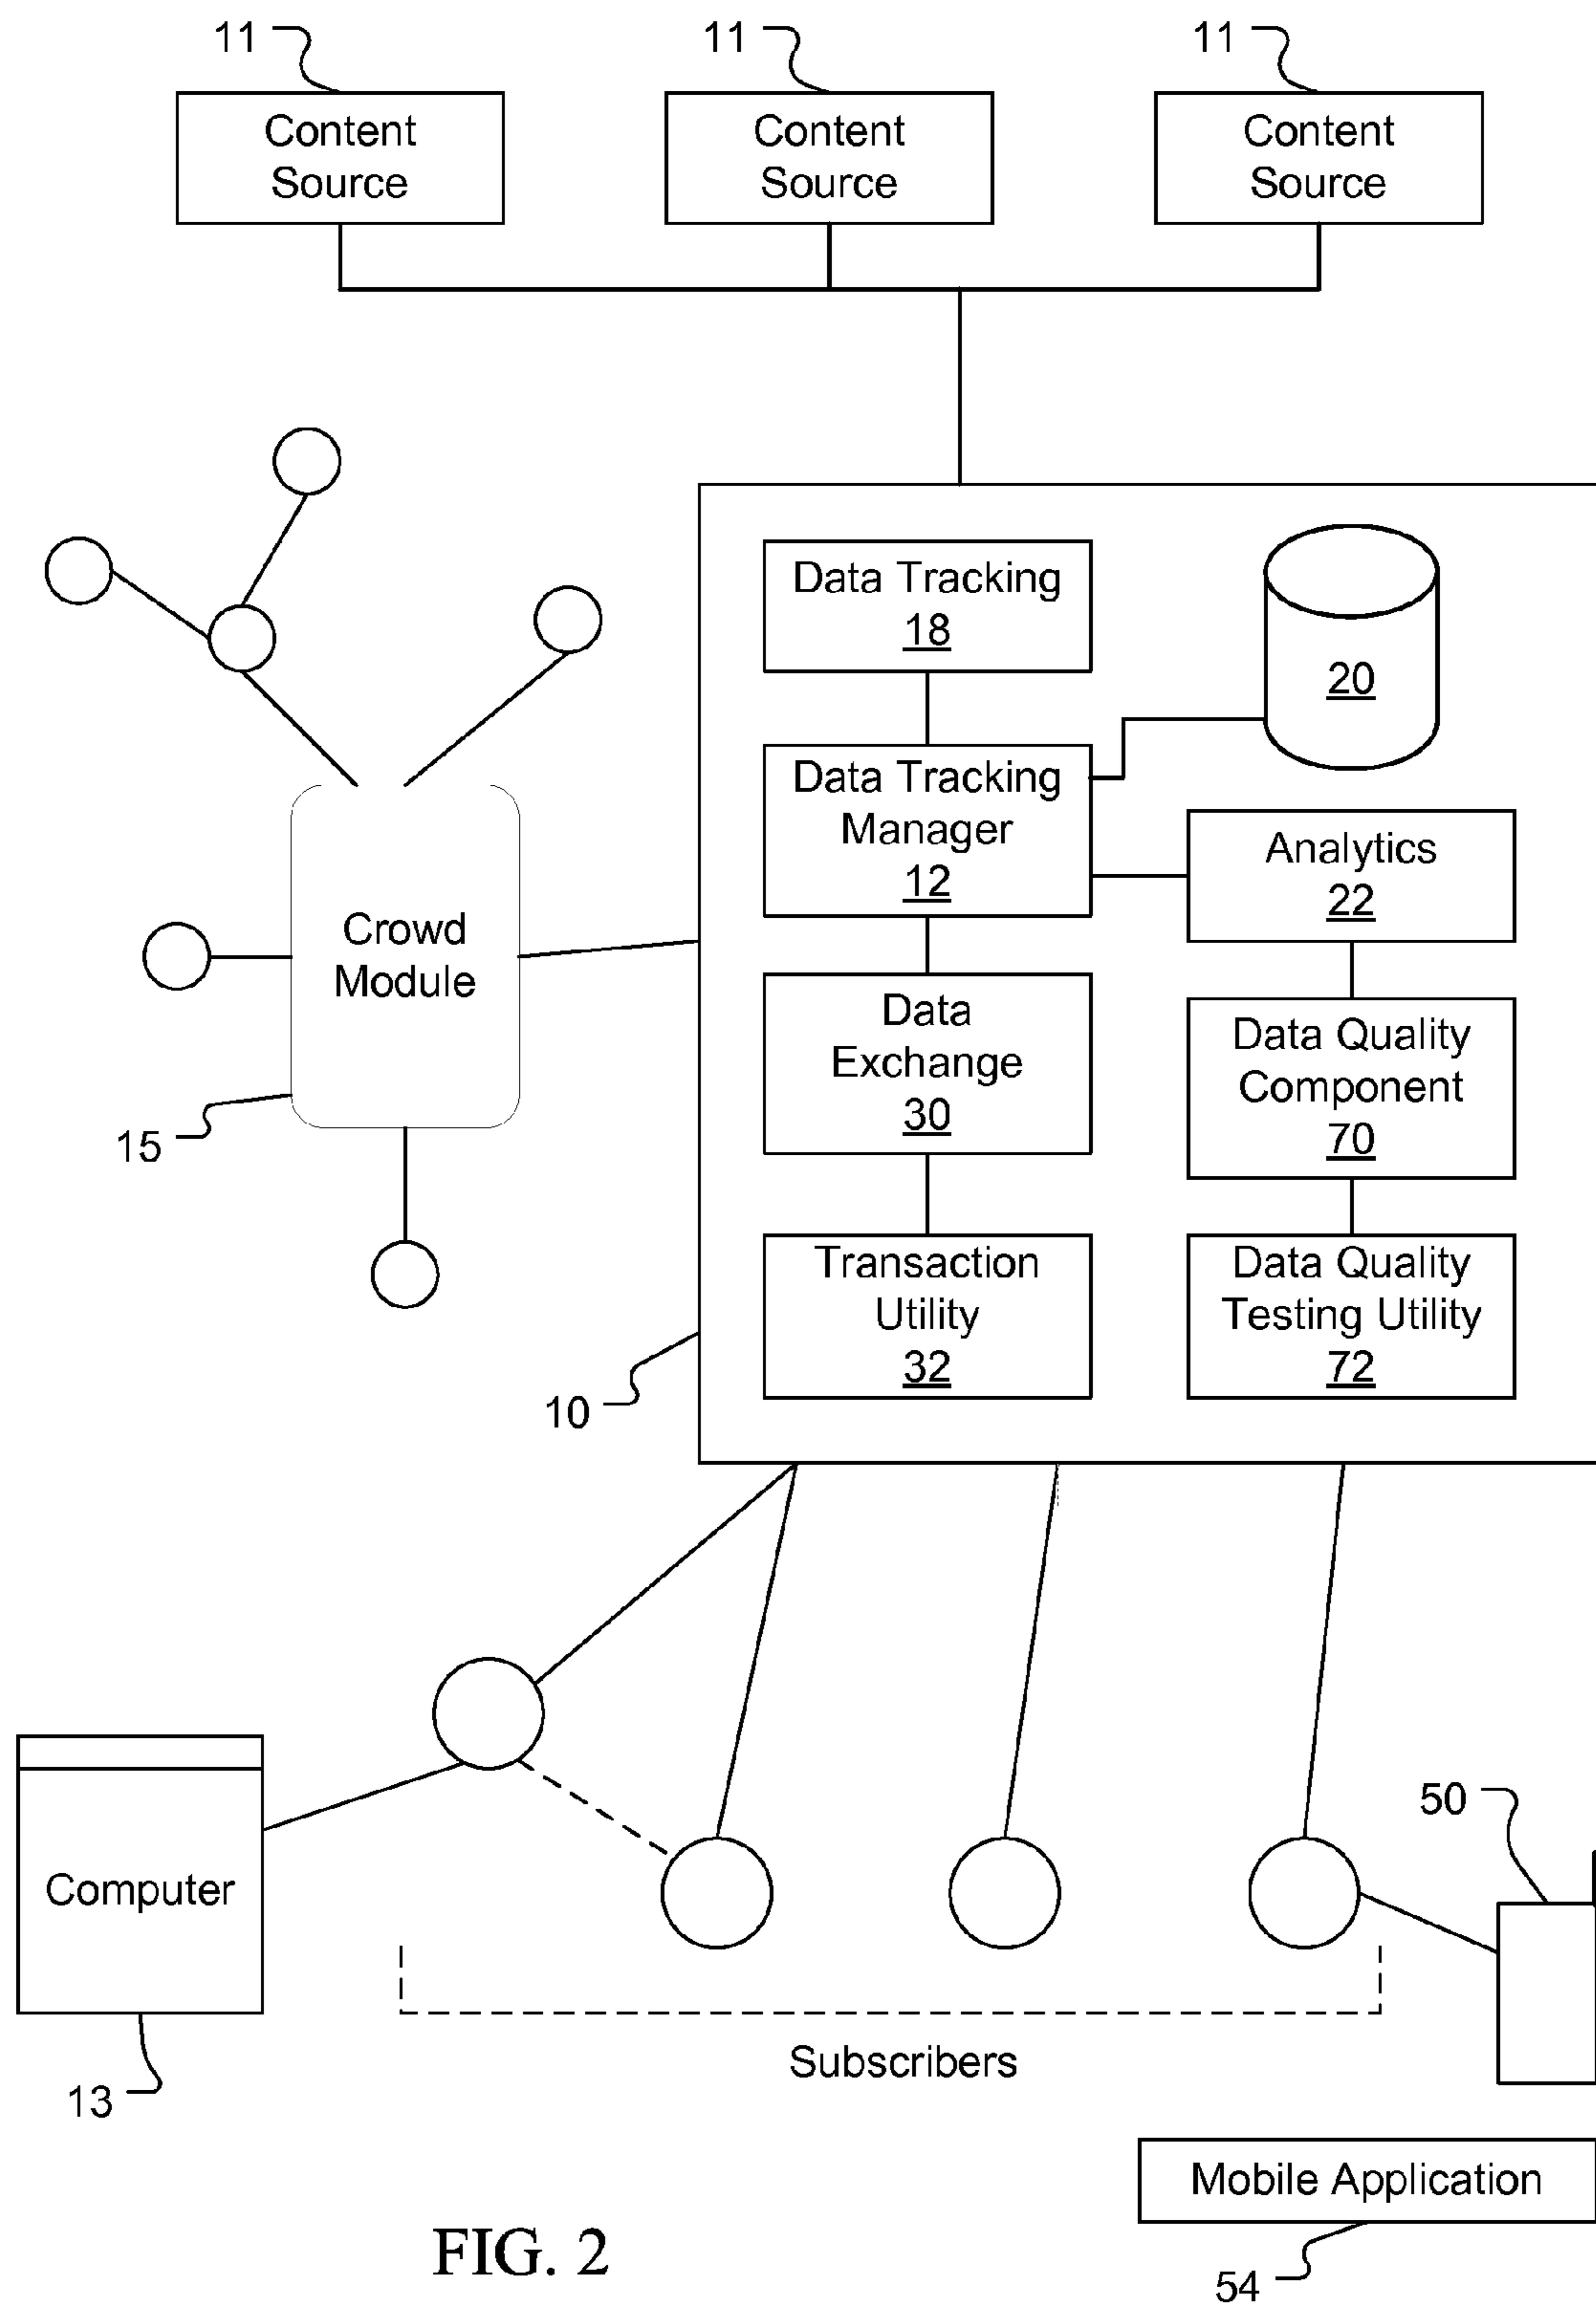 11
11
11
Content
Source
Content
Source
Content
Source
Data Tracking
18
20
Data Tracking
Manager
12
Analytics
22
Crowd
Module
Data
Exchange
30
Data Quality
Component
70
15
Transaction
Utility
32
Data Quality
Testing Utility
72
10
50
Computer
Subscribers
13
Mobile Application
FIG. 2
54